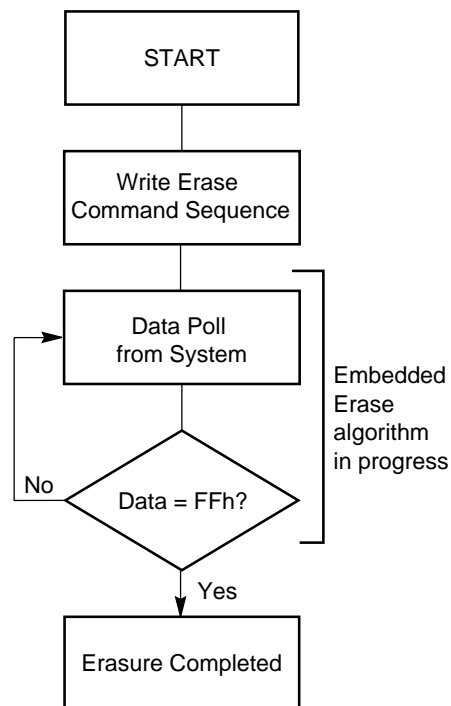 START
Write Erase
Command Sequence
Data Poll
from System
Embedded
Erase
algorithm
in progress
No
Data = FFh?
Yes
Erasure Completed